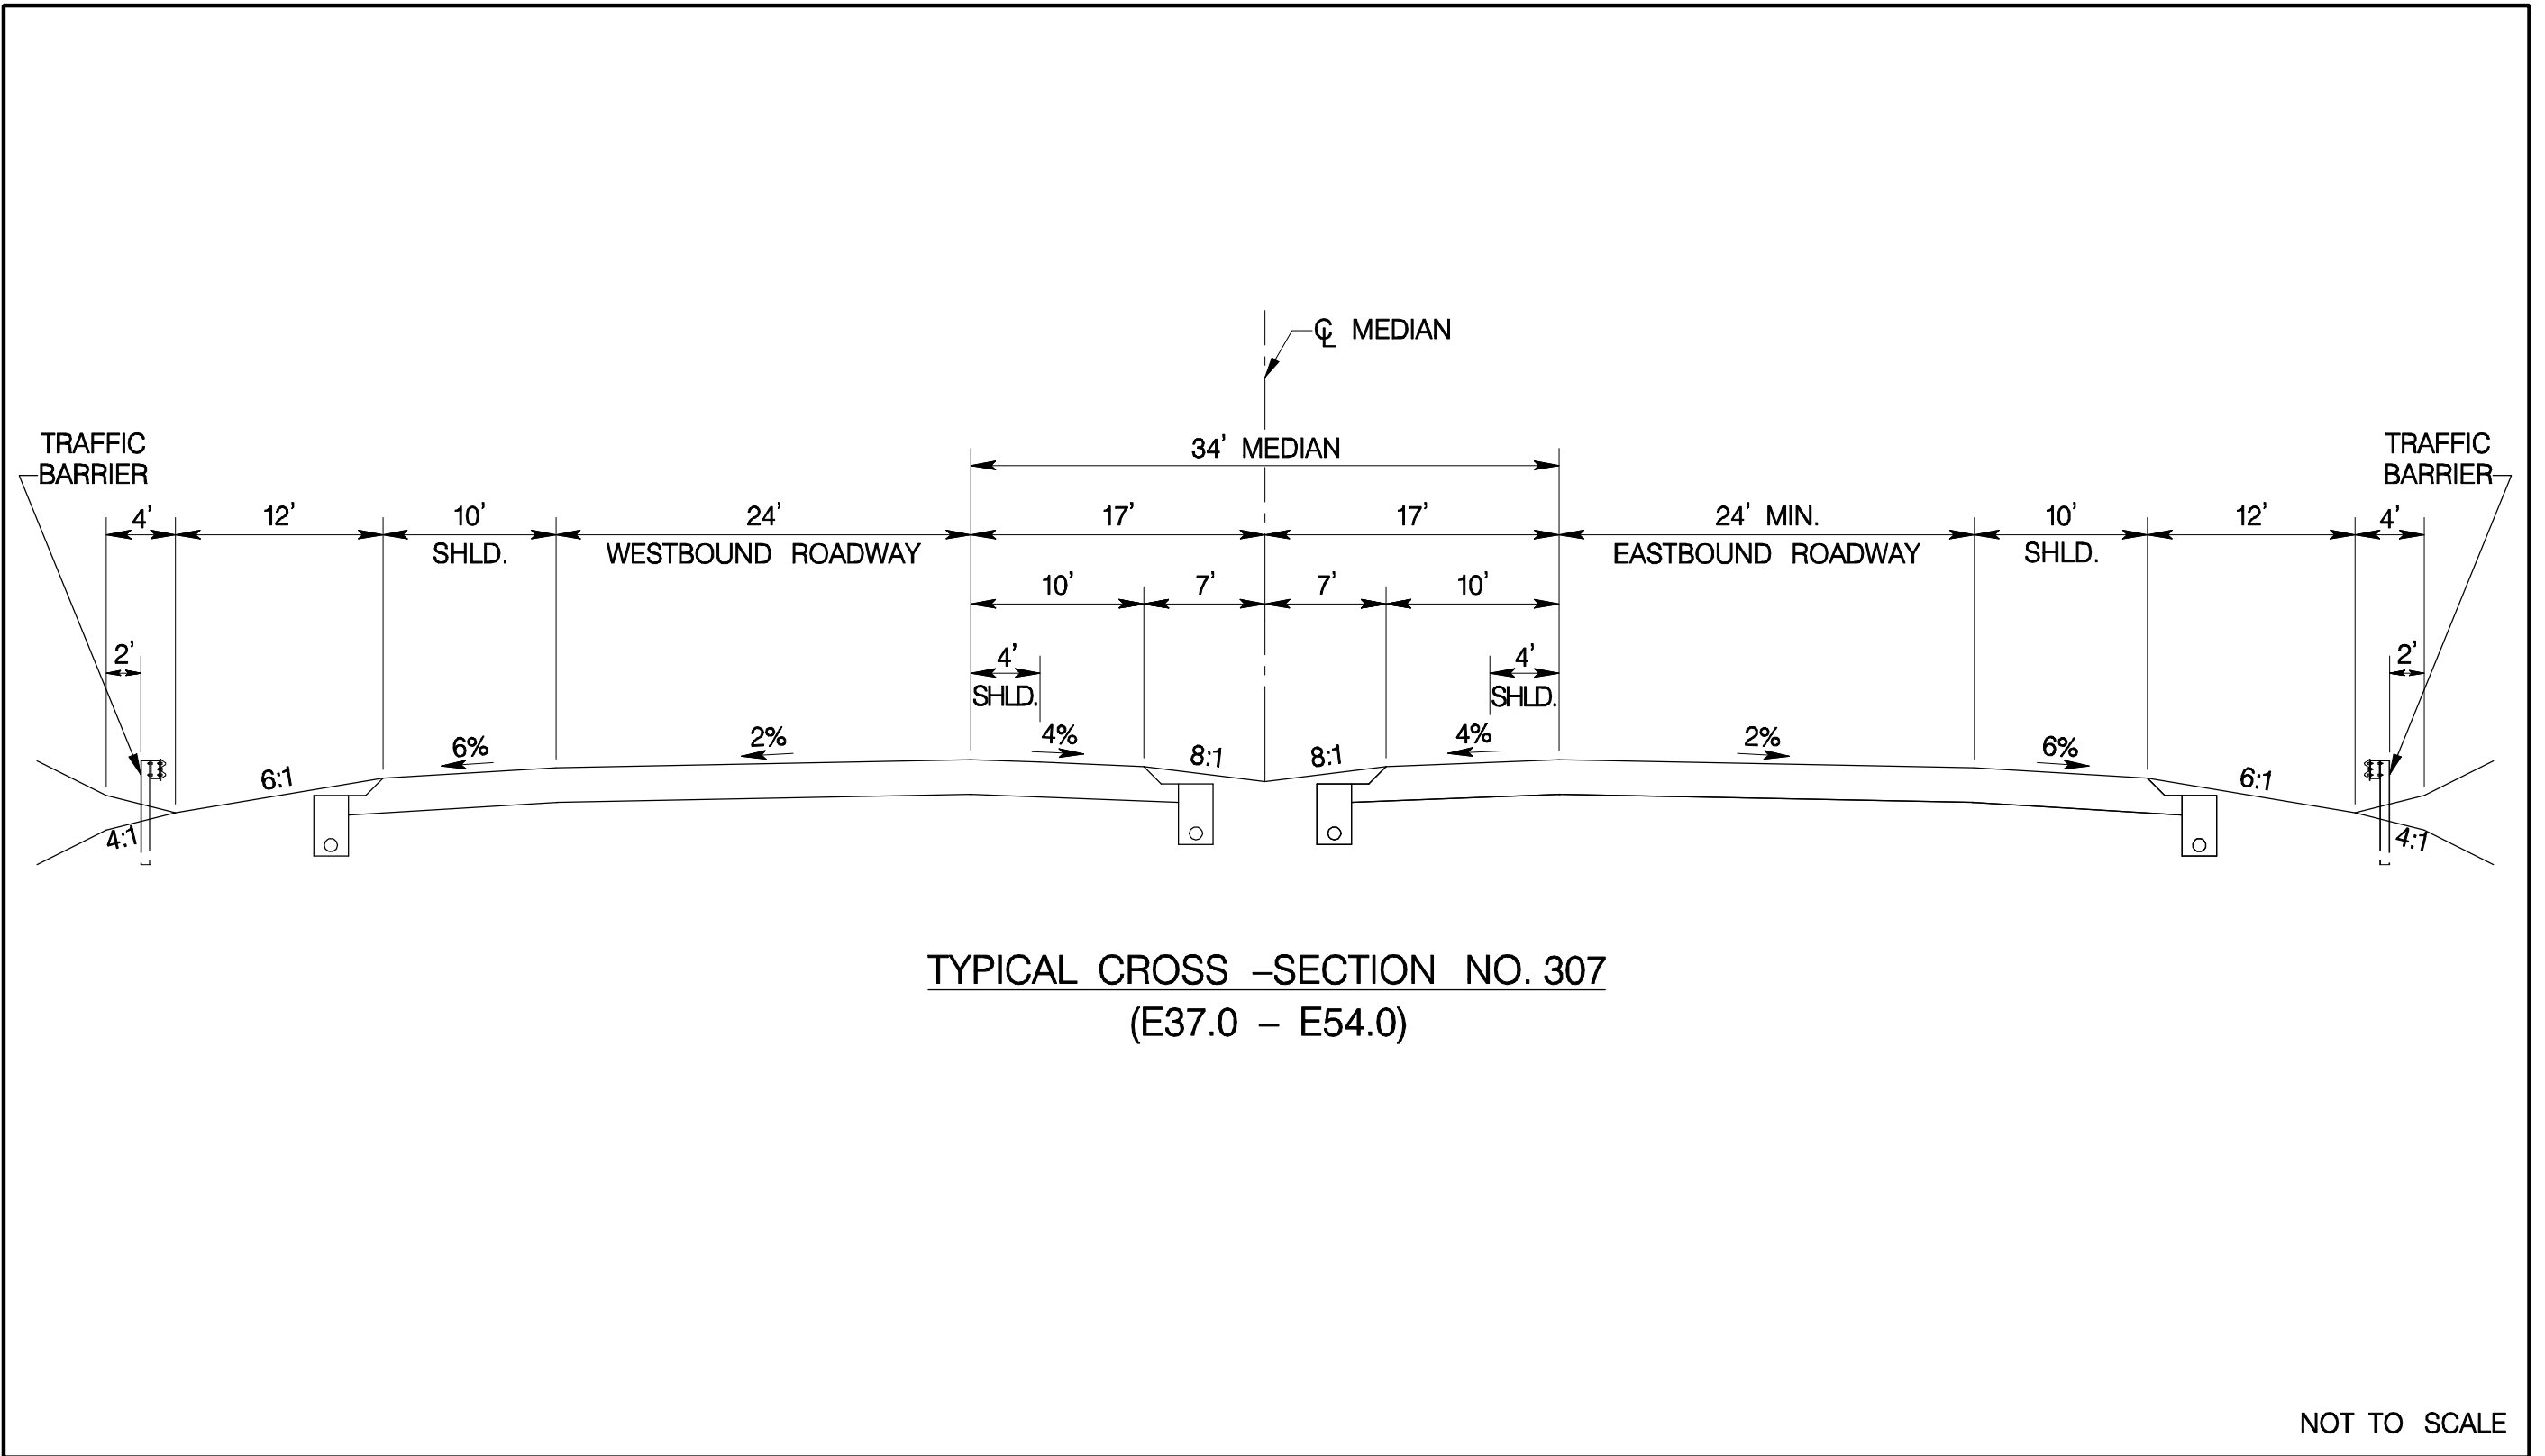 ℄ MEDIAN
34' MEDIAN
TRAFFIC
BARRIER
TRAFFIC
BARRIER
4' 12' 10' 24' 17' 17' 24' MIN. 10' 12' 4'
SHLD. WESTBOUND ROADWAY EASTBOUND ROADWAY SHLD.
10' 7' 7' 10'
2' 4' 4' 2'
SHLD. SHLD.
6% 2% 4% 4% 2% 6%
6:1 8:1 8:1 6:1
4:1 4:1
TYPICAL CROSS –SECTION NO. 307
(E37.0 – E54.0)
NOT TO SCALE